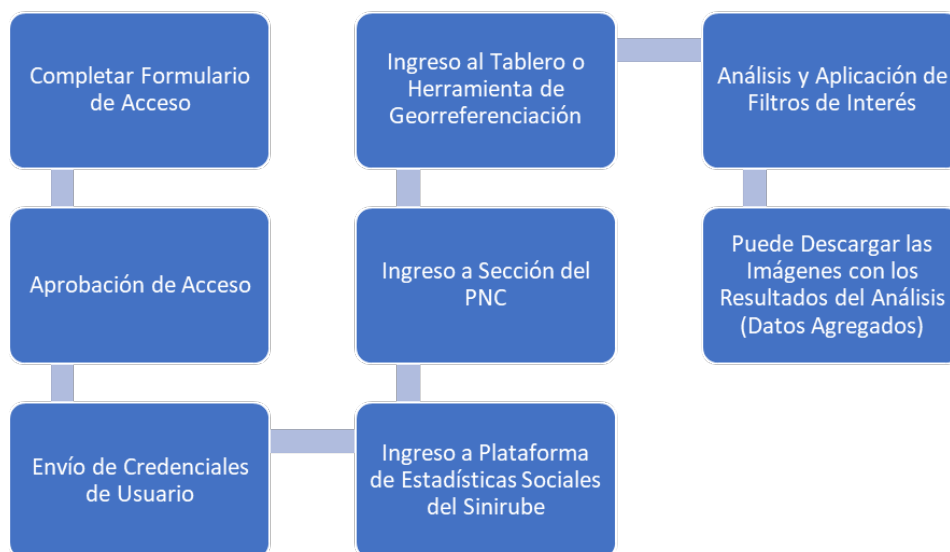 Completar Formulario
de Acceso
Aprobación de Acceso
Envío de Credenciales
de Usuario
Ingreso a Plataforma
de Estadísticas Sociales
del Sinirube
Ingreso a Sección del
PNC
Ingreso al Tablero o
Herramienta de
Georreferenciación
Análisis y Aplicación de
Filtros de Interés
Puede Descargar las
Imágenes con los
Resultados del Análisis
(Datos Agregados)